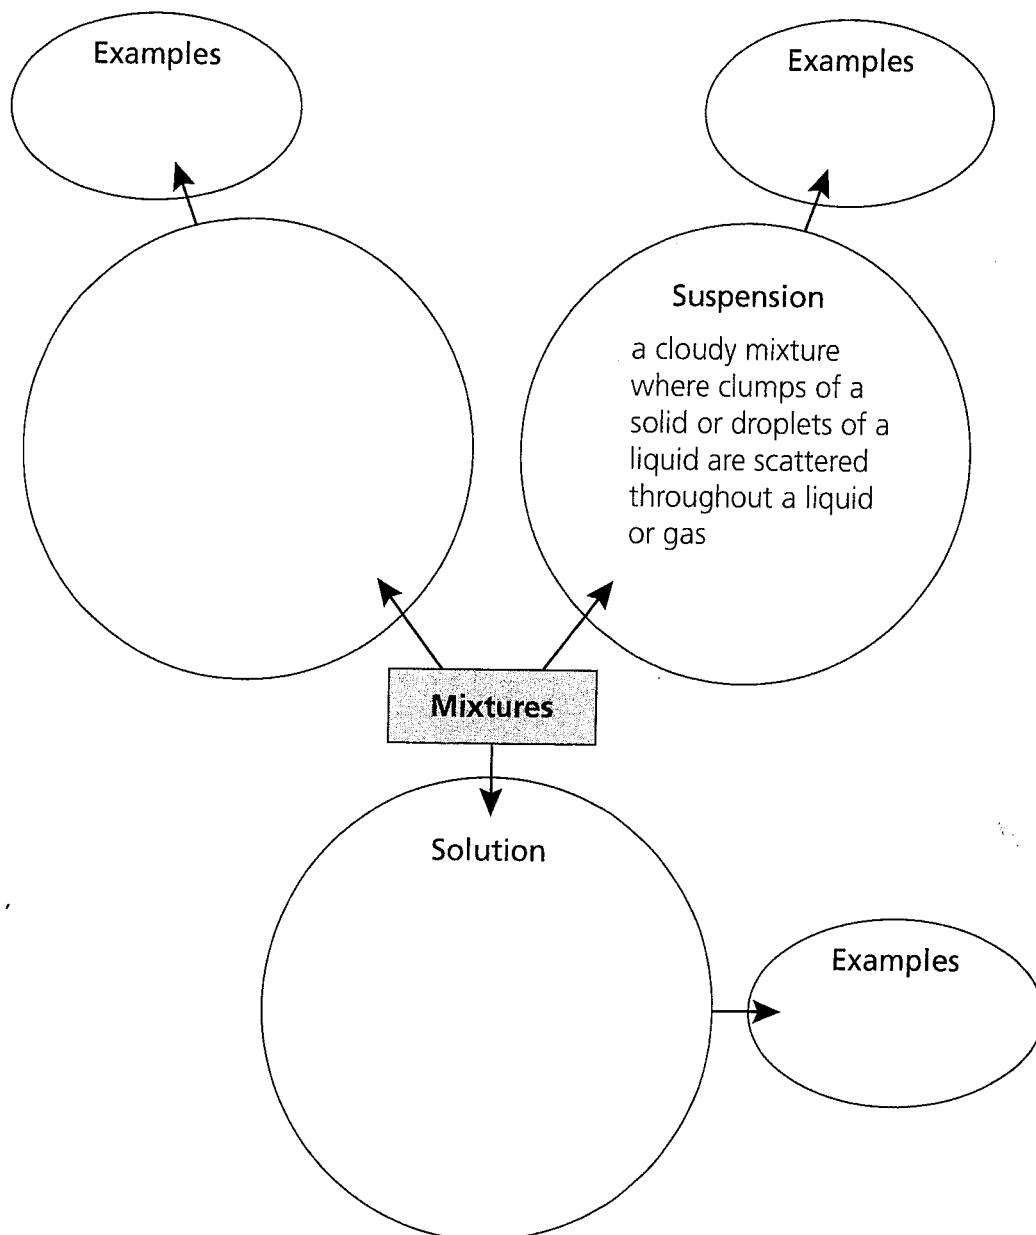 Examples
Examples
Suspension
a cloudy mixture
where clumps of a
solid or droplets of a
liquid are scattered
throughout a liquid
or gas
Mixtures
Solution
Examples